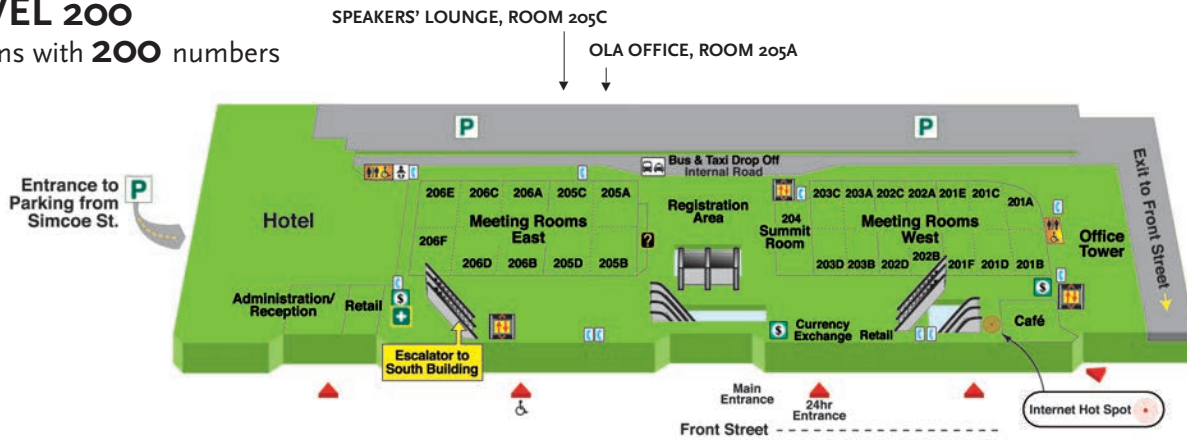 VEL 200
ms with 200 numbers
SPEAKERS' LOUNGE, ROOM 205C
OLA OFFICE, ROOM 205A
P
P
Bus & Taxi Drop Off
Internal Road
Exit to Front Street
Entrance to
Parking from
Simcoe St.
P
Hotel
206E 206C 206A 205C 205A
Meeting Rooms
East
206F
206D 206B 205D 205B
?
Registration
Area
204
Summit
Room
203C 203A 202C 202A 201E 201C
201A
Meeting Rooms
West
202B
203D 203B 202D 201F 201D 201B
Office
Tower
Administration/
Reception
Retail
$
$
$
Currency
Exchange
Retail
Café
Escalator to
South Building
Main
Entrance
24hr
Entrance
Internet Hot Spot
Front Street